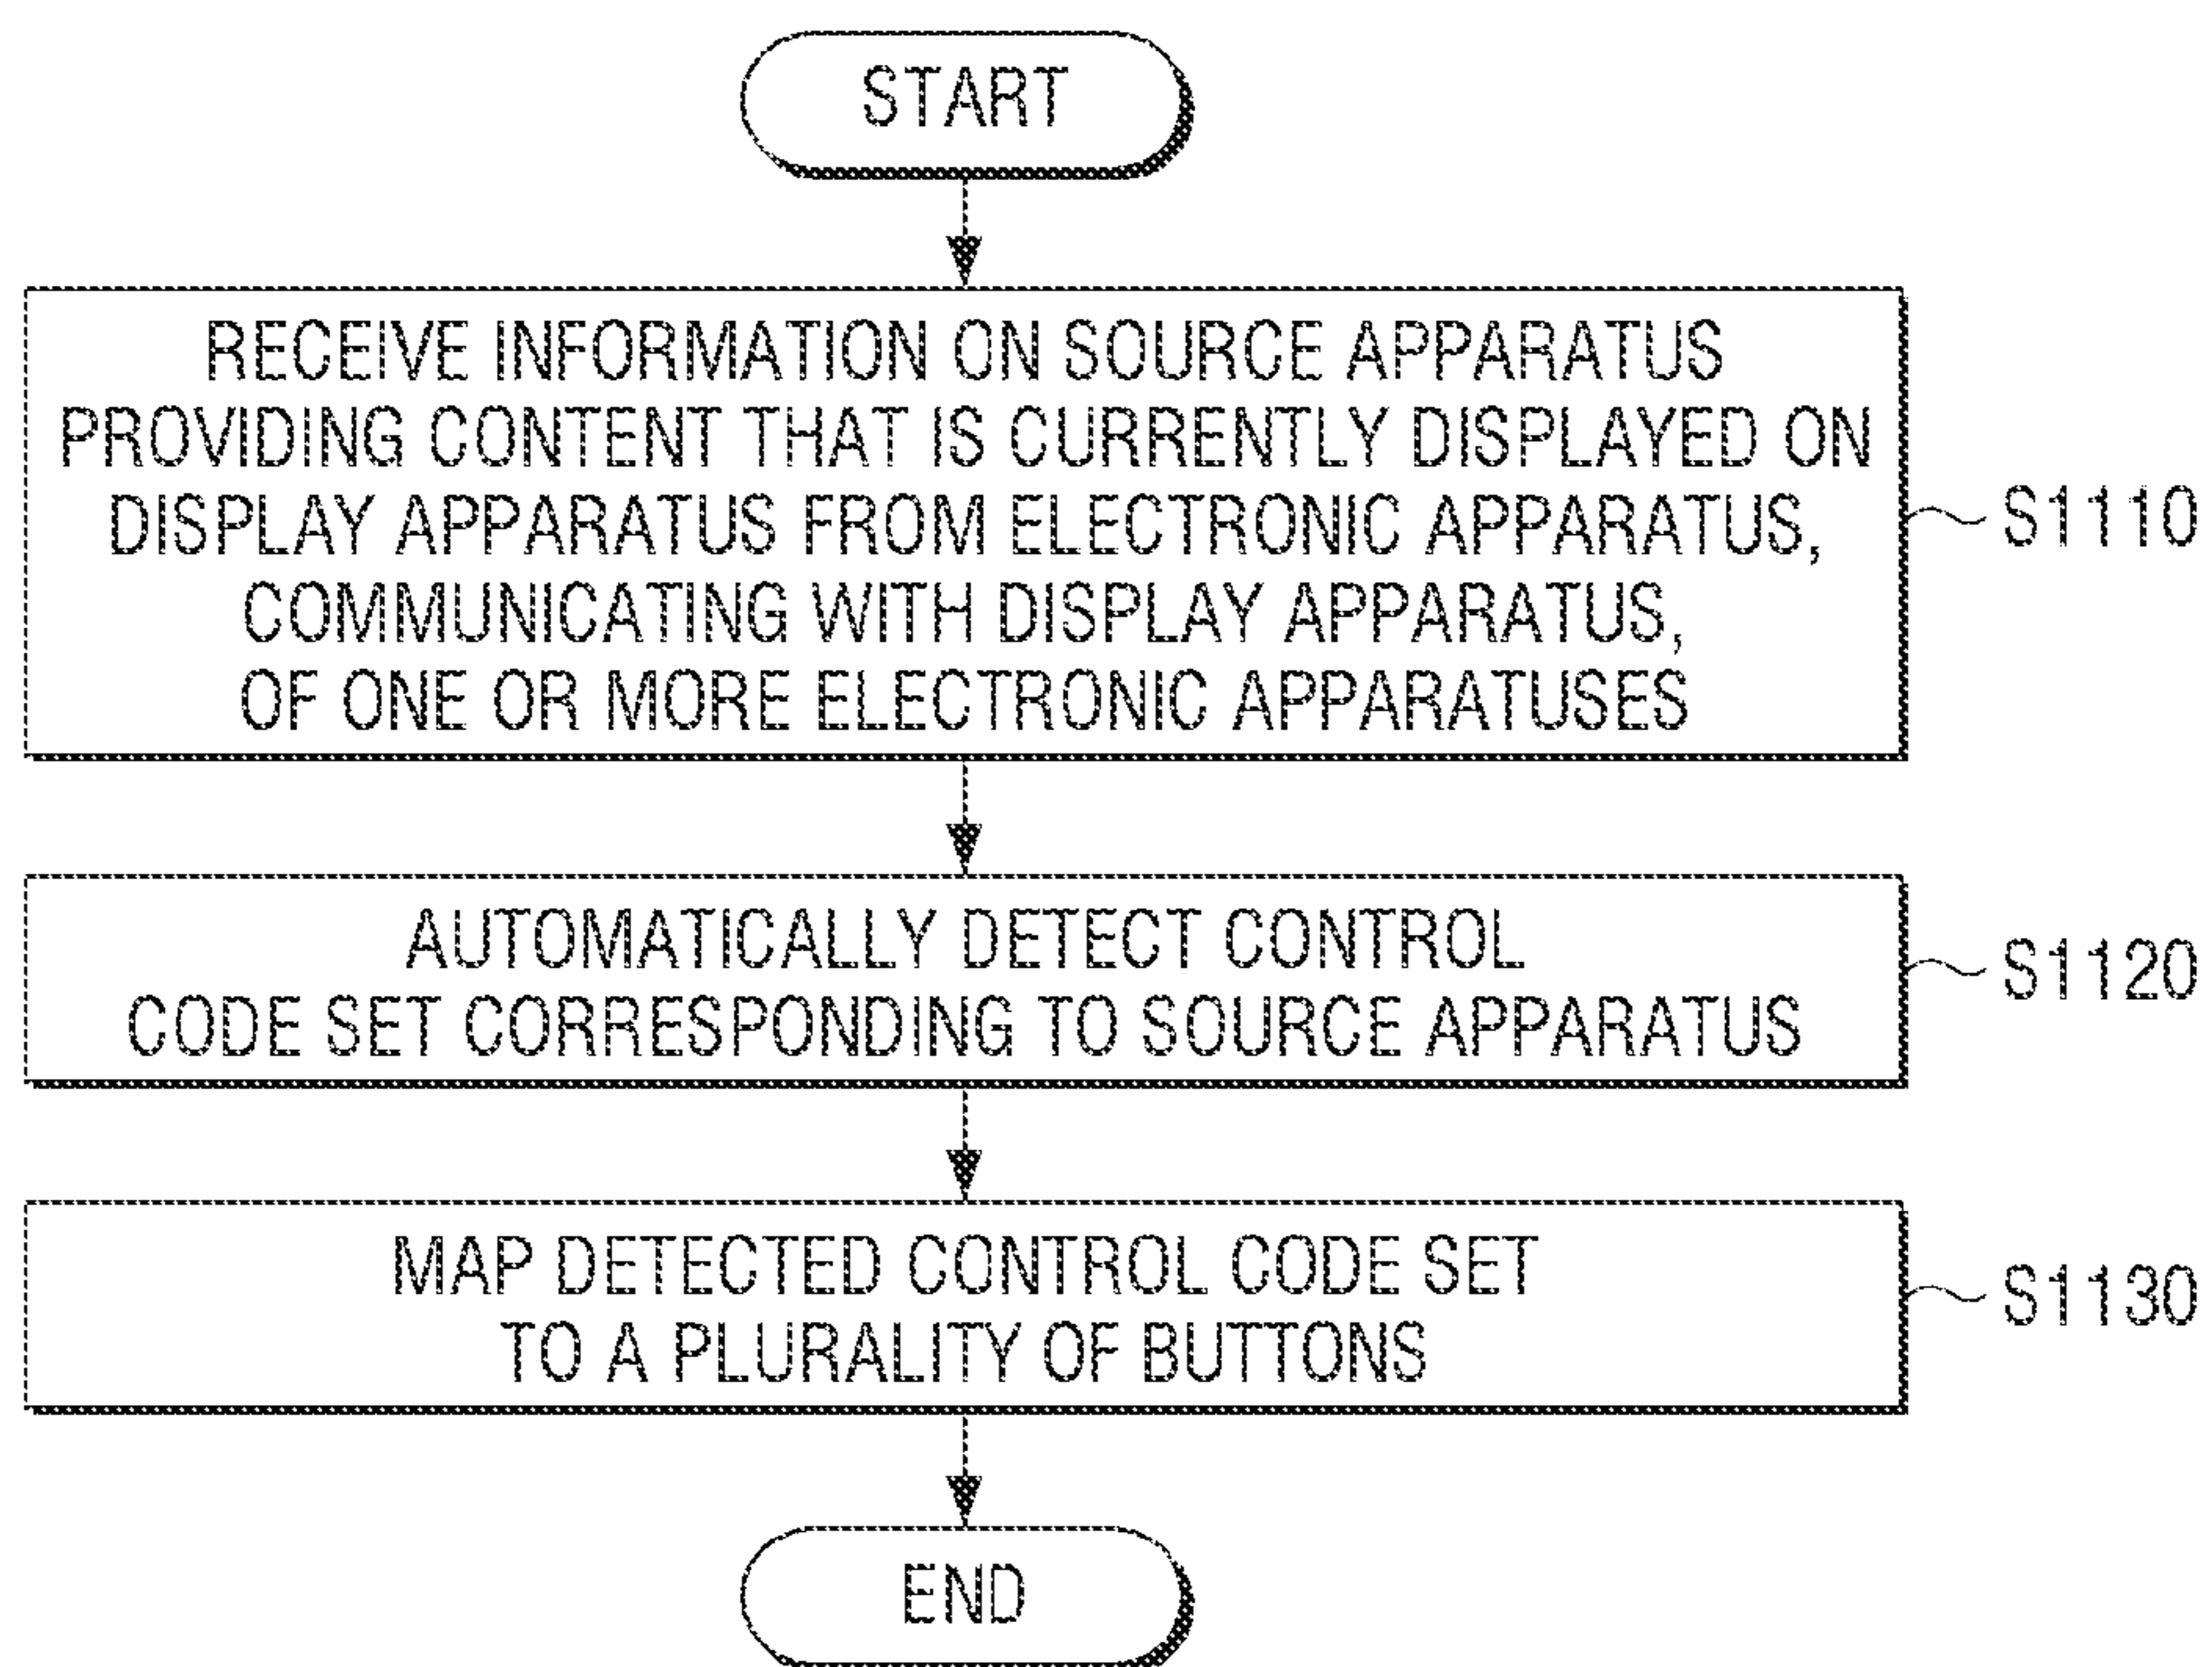 START
RECEIVE INFORMATION ON SOURCE APPARATUS
PROVIDING CONTENT THAT IS CURRENTLY DISPLAYED ON
DISPLAY APPARATUS FROM ELECTRONIC APPARATUS,
COMMUNICATING WITH DISPLAY APPARATUS,
OF ONE OR MORE ELECTRONIC APPARATUSES
S1110
AUTOMATICALLY DETECT CONTROL
CODE SET CORRESPONDING TO SOURCE APPARATUS
S1120
MAP DETECTED CONTROL CODE SET
TO A PLURALITY OF BUTTONS
S1130
END